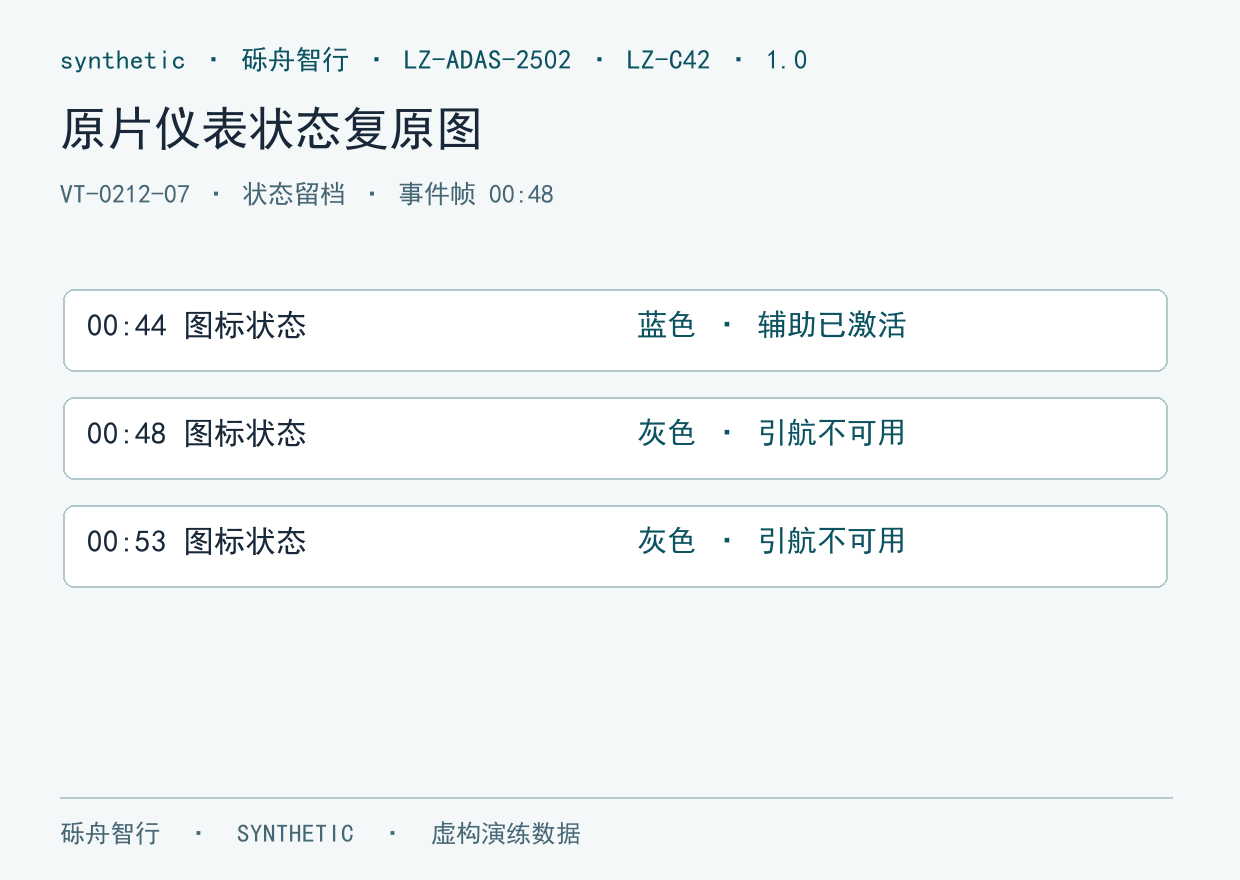 synthetic · 砾舟智行 · LZ-ADAS-2502 · LZ-C42 · 1.0
原片仪表状态复原图
VT-0212-07 · 状态留档 · 事件帧 00:48
00:44 图标状态 蓝色 · 辅助已激活
00:48 图标状态 灰色 · 引航不可用
00:53 图标状态 灰色 · 引航不可用
砾舟智行 · SYNTHETIC · 虚构演练数据